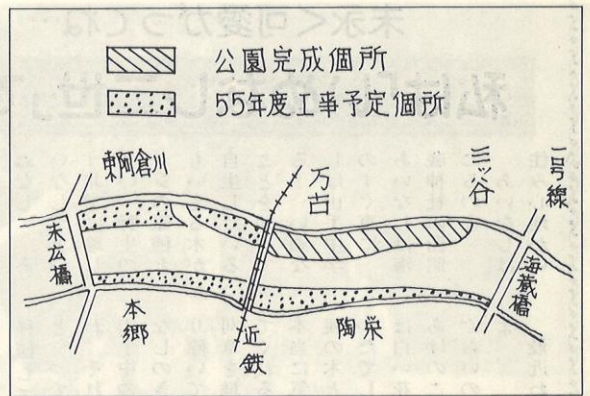 公園完成個所
55年度工事予定個所
東阿倉川
万古
三ッ谷
一号線
末広橋
海蔵橋
本郷
近鉄
陶栄